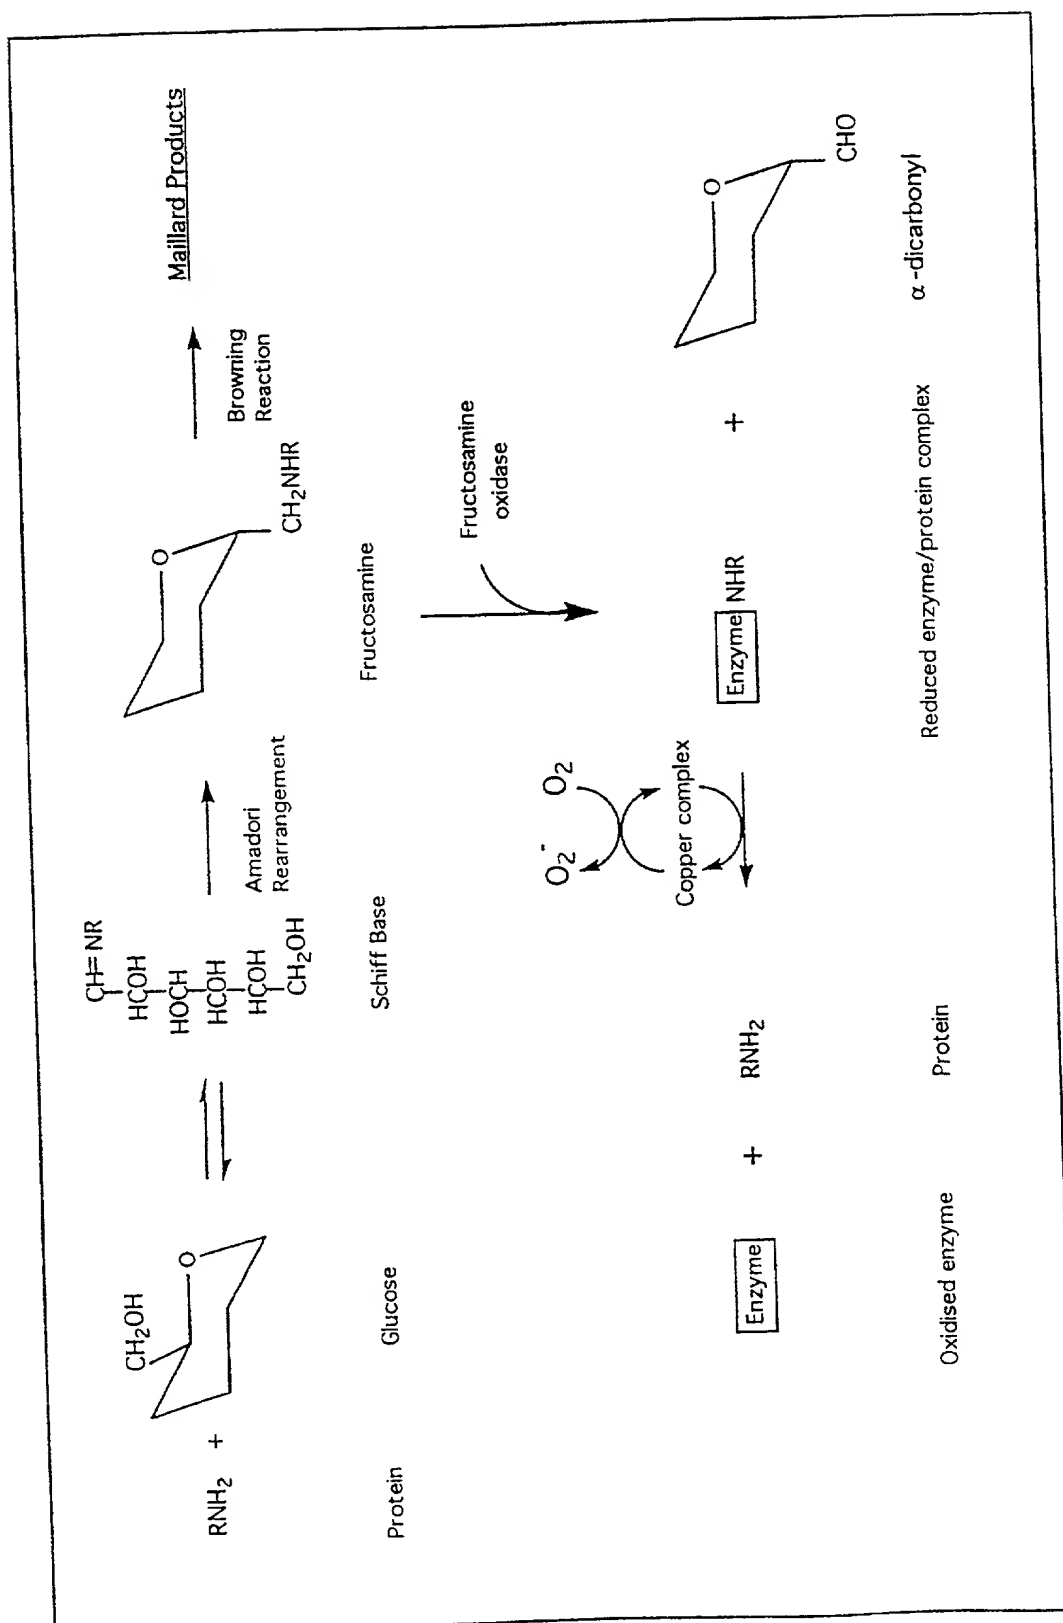 RNH₂ +
CH₂OH
O
CH=NR
HCOH
HOCH
HCOH
HCOH
CH₂OH
Amadori
Rearrangement
O
CH₂NHR
Browning
Reaction
Maillard Products
Protein
Glucose
Schiff Base
Fructosamine
Fructosamine
oxidase
O₂⁻
O₂
Copper complex
Enzyme
+
RNH₂
Enzyme NHR
+
O
CHO
Oxidised enzyme
Protein
Reduced enzyme/protein complex
α -dicarbonyl